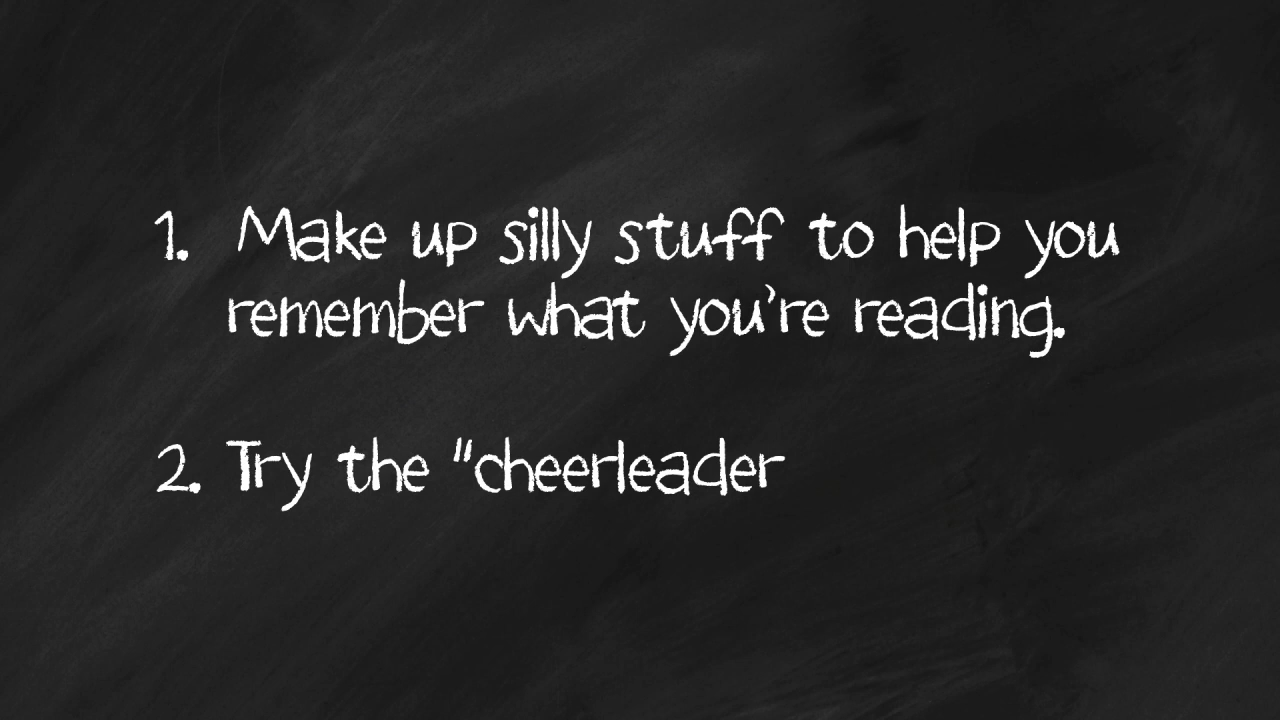 1. Make up silly stuff to help you
remember what you're reading.
2. Try the "cheerleader